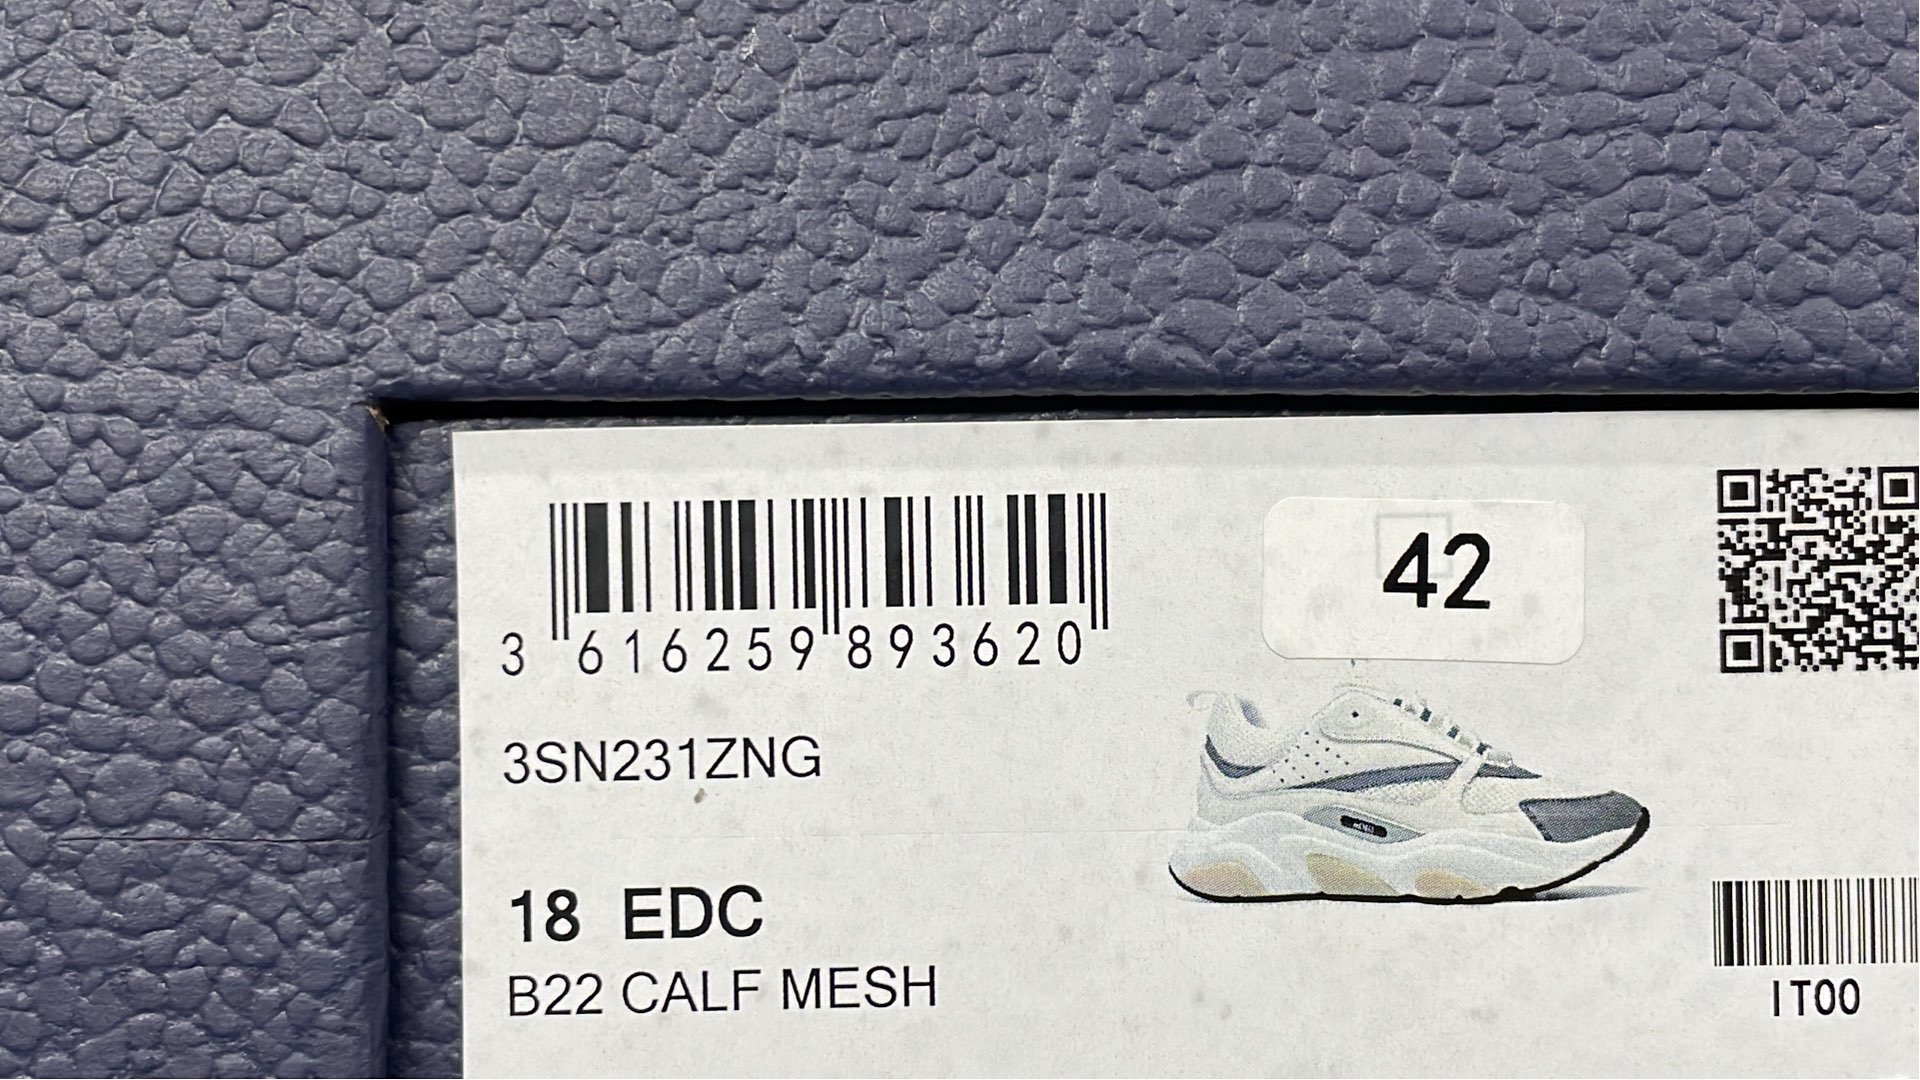 3 616259 893620
42
3SN231ZNG
18 EDC
B22 CALF MESH
IT00